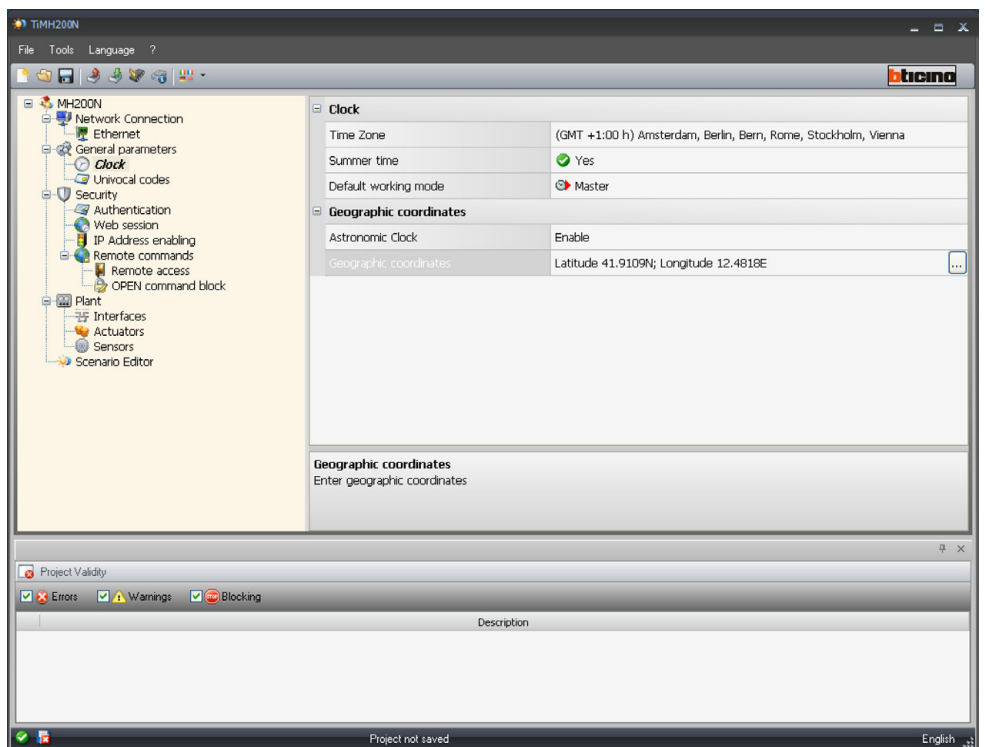 TiMH200N
File Tools Language ?
bticino
MH200N
Network Connection
Ethernet
General parameters
Clock
Univocal codes
Security
Authentication
Web session
IP Address enabling
Remote commands
Remote access
OPEN command block
Plant
Interfaces
Actuators
Sensors
Scenario Editor
Clock
Time Zone (GMT +1:00 h) Amsterdam, Berlin, Bern, Rome, Stockholm, Vienna
Summer time Yes
Default working mode Master
Geographic coordinates
Astronomic Clock Enable
Geographic coordinates Latitude 41.9109N; Longitude 12.4818E ...
Geographic coordinates
Enter geographic coordinates
Project Validity
Errors Warnings Blocking
Description
Project not saved English